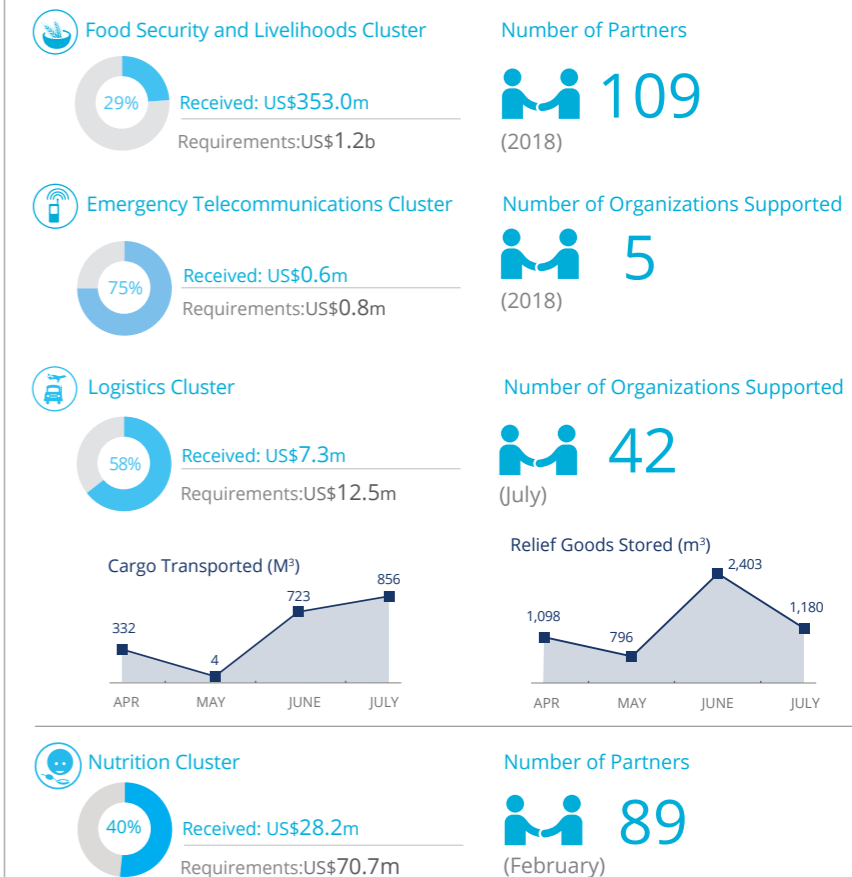 Food Security and Livelihoods Cluster
Number of Partners
29%
Received: US$353.0m
Requirements:US$1.2b
109
(2018)
Emergency Telecommunications Cluster
Number of Organizations Supported
75%
Received: US$0.6m
Requirements:US$0.8m
5
(2018)
Logistics Cluster
Number of Organizations Supported
58%
Received: US$7.3m
Requirements:US$12.5m
42
(July)
Cargo Transported (M³)
332
4
723
856
APR MAY JUNE JULY
Relief Goods Stored (m³)
1,098
796
2,403
1,180
APR MAY JUNE JULY
Nutrition Cluster
Number of Partners
40%
Received: US$28.2m
Requirements:US$70.7m
89
(February)